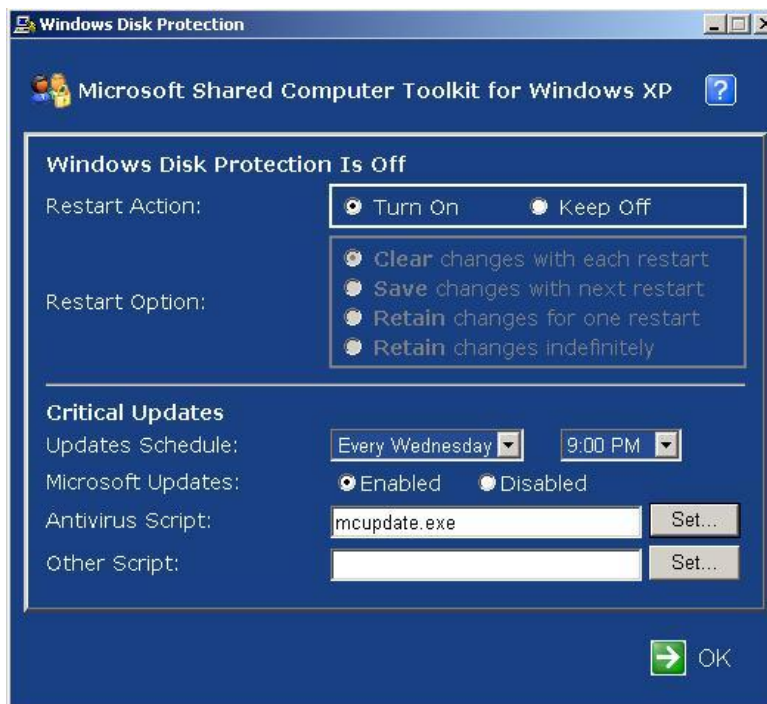 Windows Disk Protection
Microsoft Shared Computer Toolkit for Windows XP ?
Windows Disk Protection Is Off
Restart Action: Turn On Keep Off
Restart Option:
Clear changes with each restart
Save changes with next restart
Retain changes for one restart
Retain changes indefinitely
Critical Updates
Updates Schedule: Every Wednesday 9:00 PM
Microsoft Updates: Enabled Disabled
Antivirus Script: mcupdate.exe Set...
Other Script: Set...
OK